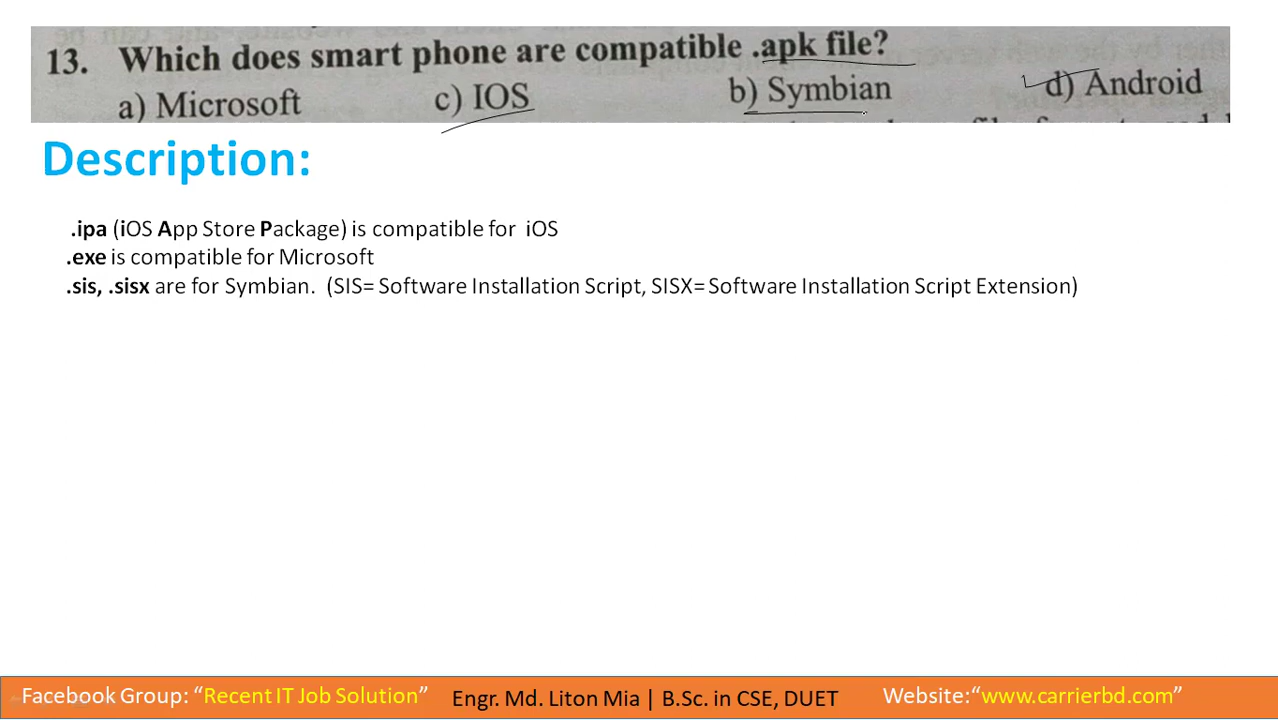 13. Which does smart phone are compatible .apk file?
a) Microsoft c) IOS b) Symbian d) Android
Description:
.ipa (iOS App Store Package) is compatible for iOS
.exe is compatible for Microsoft
.sis, .sisx are for Symbian. (SIS= Software Installation Script, SISX= Software Installation Script Extension)
Facebook Group: “Recent IT Job Solution” Engr. Md. Liton Mia | B.Sc. in CSE, DUET Website:“www.carrierbd.com”